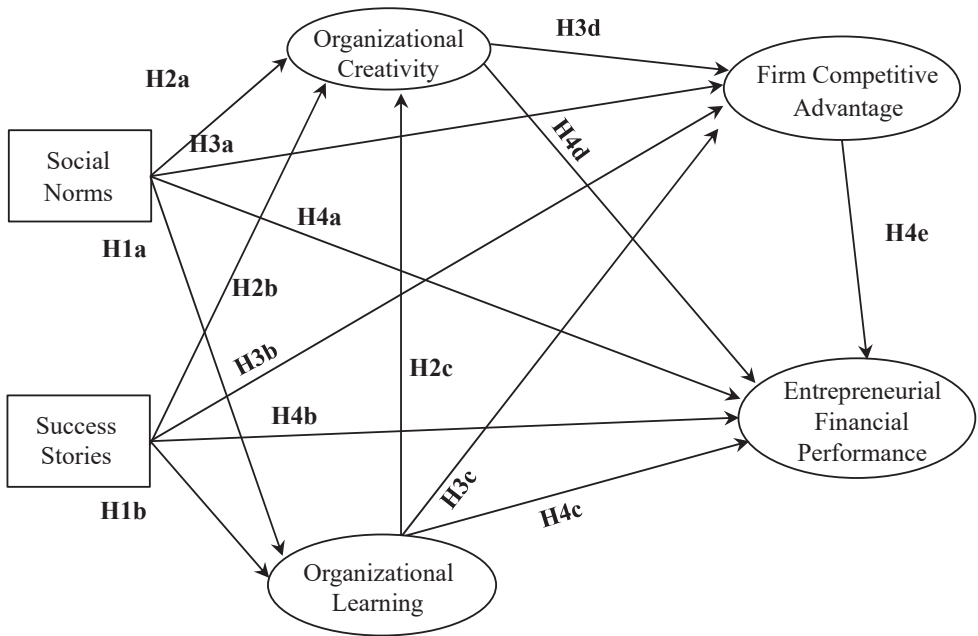 Organizational
Creativity
H3d
Firm Competitive
Advantage
H2a
H3a
H4d
Social
Norms
H4a
H1a
H4e
H2b
H3b
H2c
Entrepreneurial
Financial
Performance
Success
Stories
H4b
H3c
H1b
H4c
Organizational
Learning